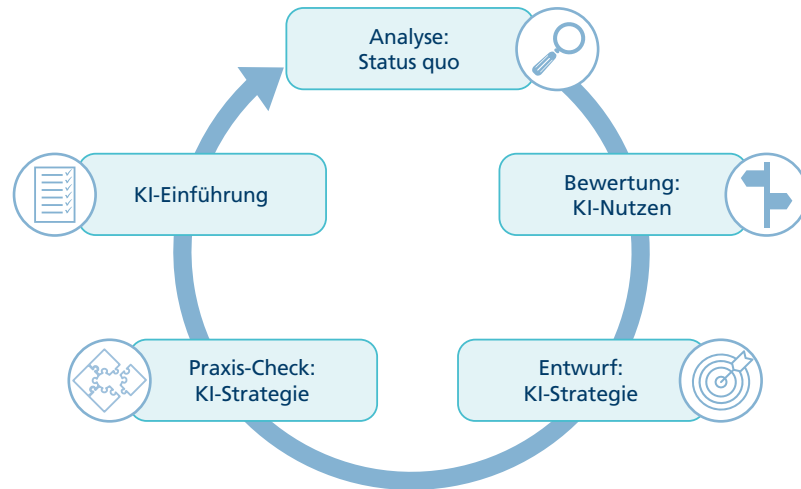 Analyse:
Status quo
Bewertung:
KI-Nutzen
Entwurf:
KI-Strategie
Praxis-Check:
KI-Strategie
KI-Einführung